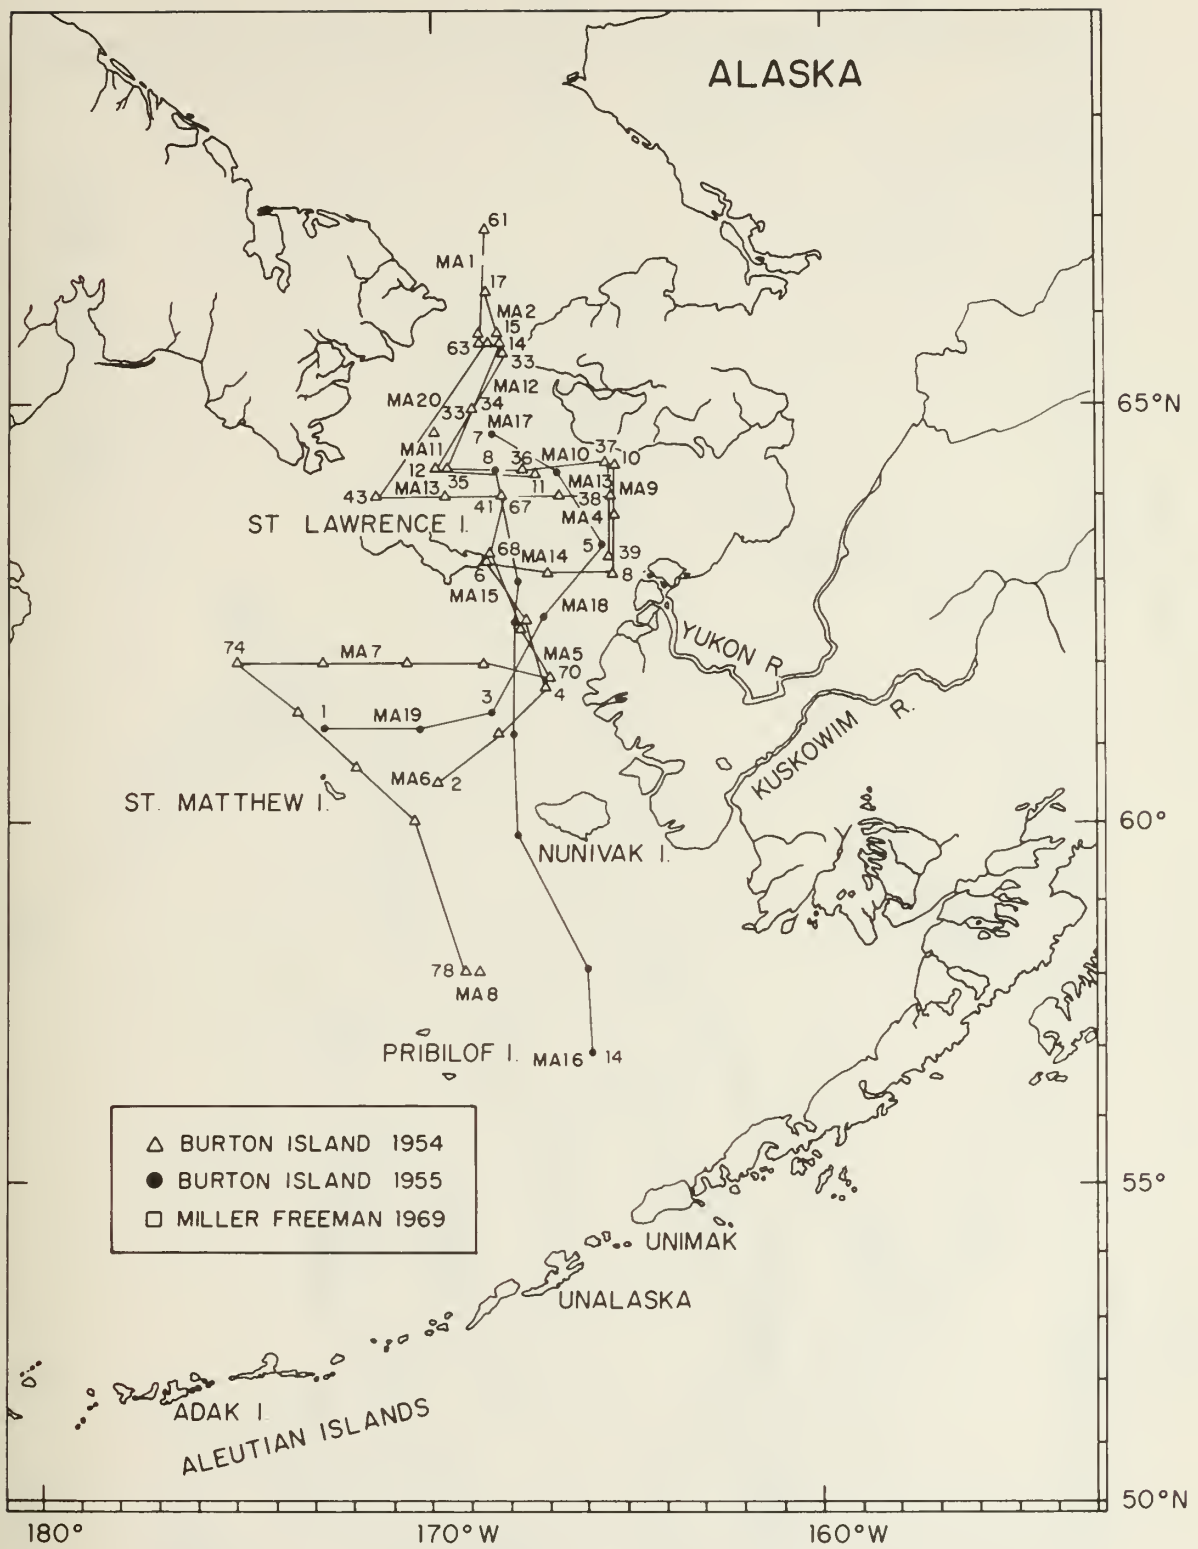 ALASKA
61
MA1
17
MA2
15
63
14
33
MA12
MA20
33
34
65°N
MA17
7
MA11
36
MA10
37
10
12
35
8
11
MA13
MA9
43
MA13
41
67
38
MA4
ST LAWRENCE I.
68
MA14
5
39
6
8
MA15
MA18
YUKON R.
74
MA7
MA5
70
4
1
MA19
3
KUSKOWIM R.
MA6
2
ST. MATTHEW I.
60°
NUNIVAK I.
78
MA8
PRIBILOF I.
MA16
14
△ BURTON ISLAND 1954
● BURTON ISLAND 1955
□ MILLER FREEMAN 1969
55°
UNIMAK
UNALASKA
ADAK I.
ALEUTIAN ISLANDS
50°N
180°
170°W
160°W